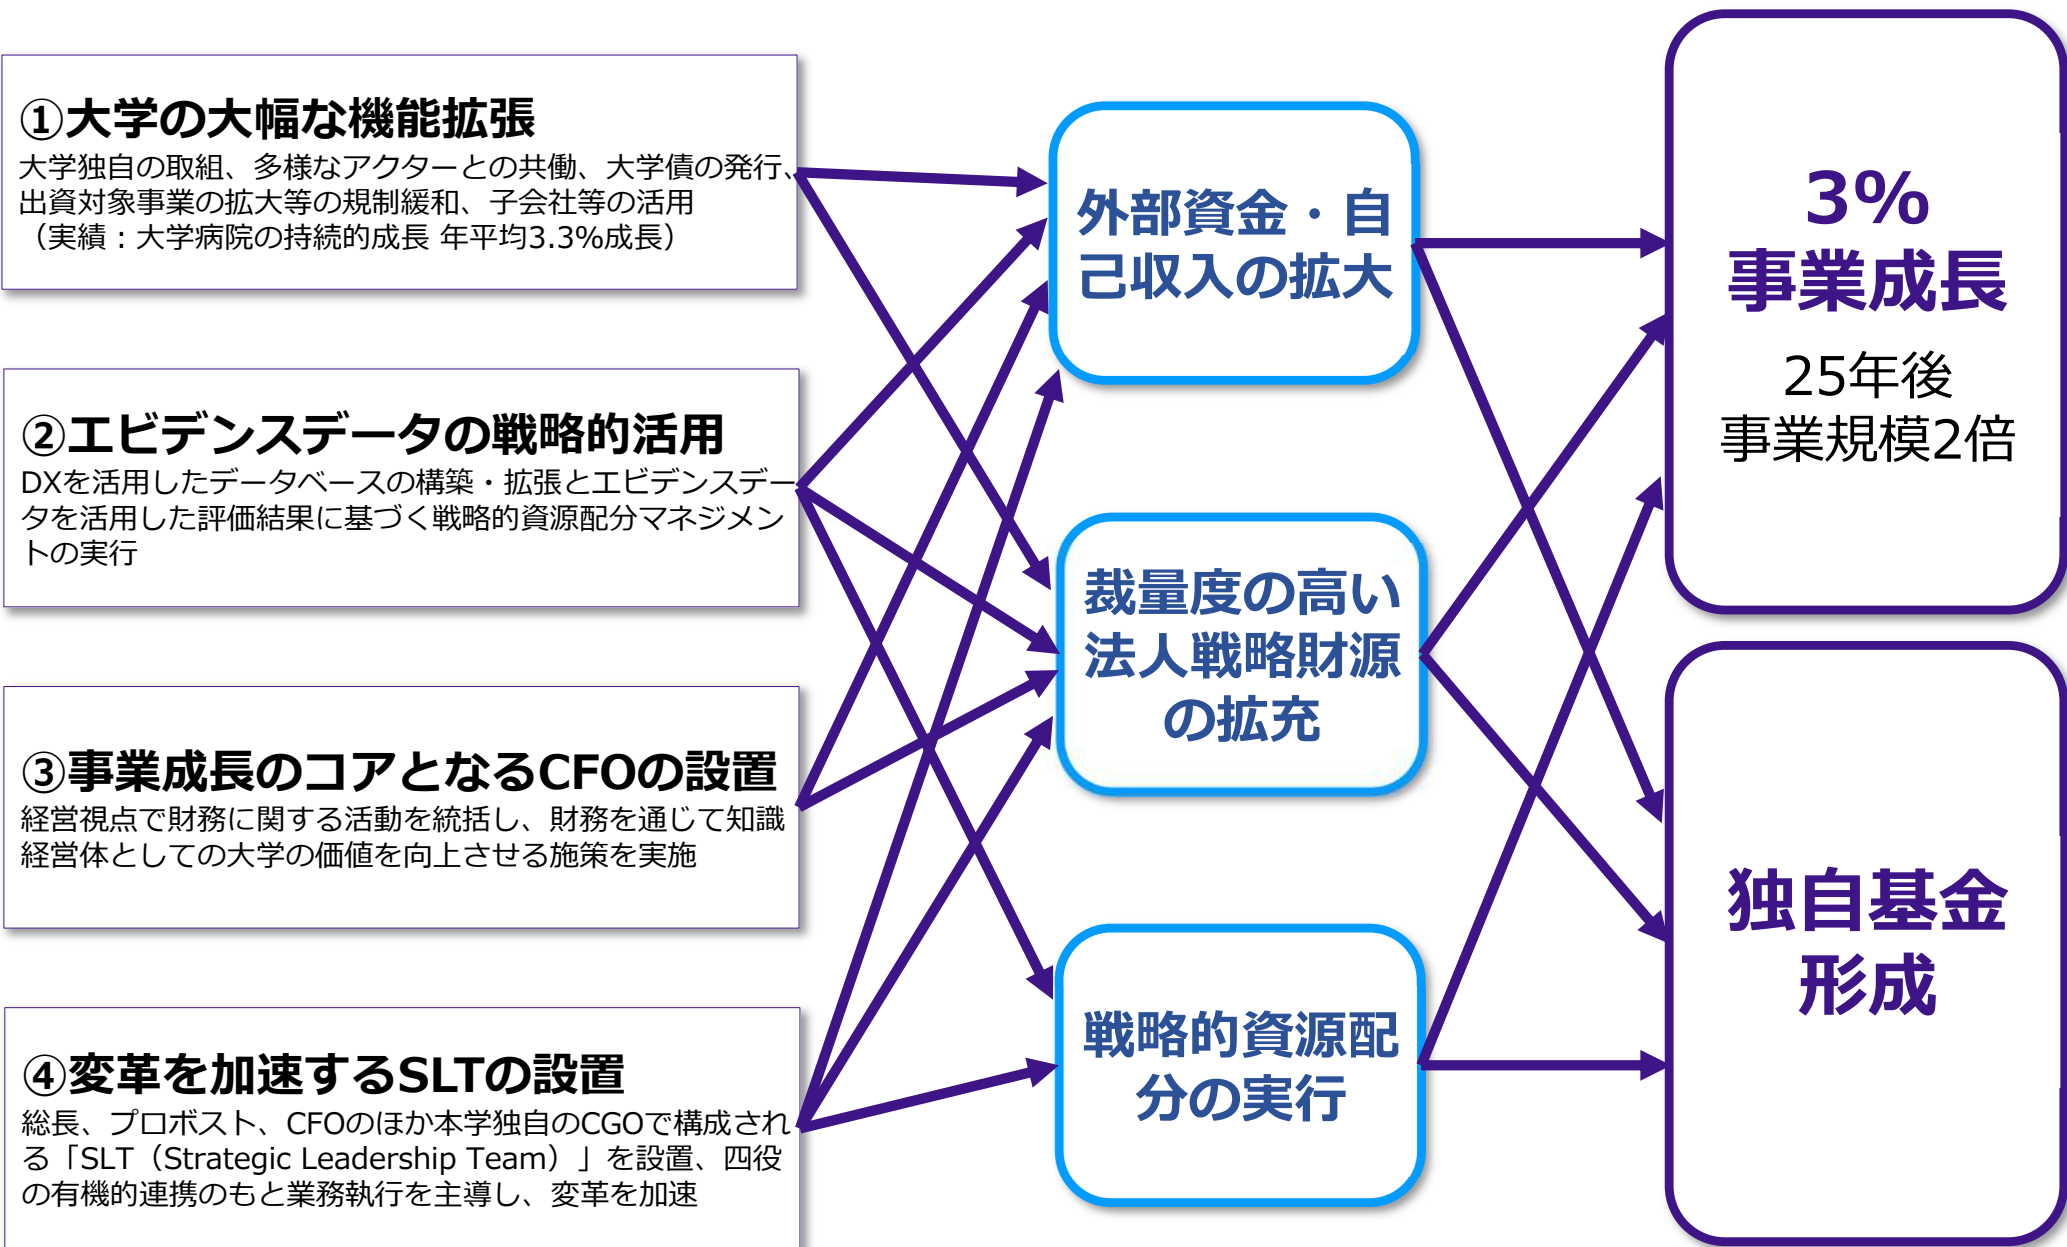 ①大学の大幅な機能拡張
大学独自の取組、多様なアクターとの共働、大学債の発行、
出資対象事業の拡大等の規制緩和、子会社等の活用
（実績：大学病院の持続的成長 年平均3.3%成長）
②エビデンスデータの戦略的活用
DXを活用したデータベースの構築・拡張とエビデンスデー
タを活用した評価結果に基づく戦略的資源配分マネジメン
トの実行
③事業成長のコアとなるCFOの設置
経営視点で財務に関する活動を統括し、財務を通じて知識
経営体としての大学の価値を向上させる施策を実施
④変革を加速するSLTの設置
総長、プロボスト、CFOのほか本学独自のCGOで構成され
る「SLT（Strategic Leadership Team）」を設置、四役
の有機的連携のもと業務執行を主導し、変革を加速
外部資金・自
己収入の拡大
裁量度の高い
法人戦略財源
の拡充
戦略的資源配
分の実行
3%
事業成長
25年後
事業規模2倍
独自基金
形成